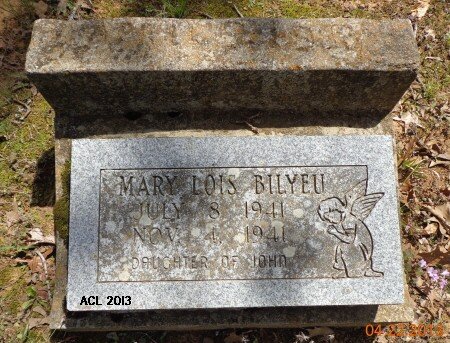 MARY LOIS BILYEU
JULY 8 1941
NOV. 4, 1941
DAUGHTER OF JOHN
ACL 2013